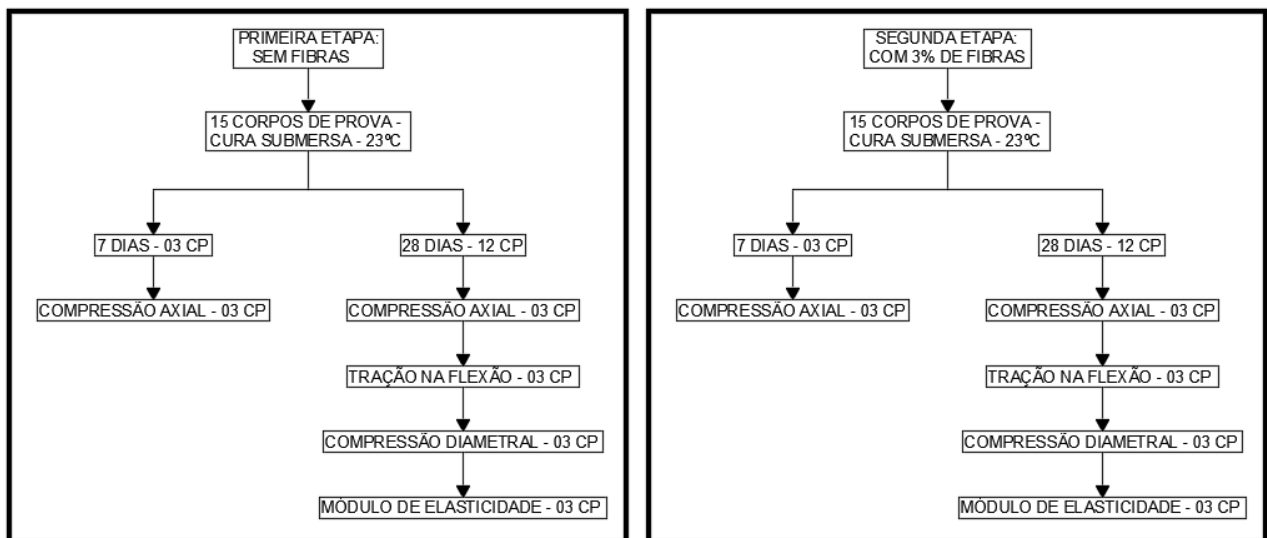 PRIMEIRA ETAPA:
SEM FIBRAS
15 CORPOS DE PROVA -
CURA SUBMERSA - 23ºC
7 DIAS - 03 CP
28 DIAS - 12 CP
COMPRESSÃO AXIAL - 03 CP
COMPRESSÃO AXIAL - 03 CP
TRAÇÃO NA FLEXÃO - 03 CP
COMPRESSÃO DIAMETRAL - 03 CP
MÓDULO DE ELASTICIDADE - 03 CP
SEGUNDA ETAPA:
COM 3% DE FIBRAS
15 CORPOS DE PROVA -
CURA SUBMERSA - 23ºC
7 DIAS - 03 CP
28 DIAS - 12 CP
COMPRESSÃO AXIAL - 03 CP
COMPRESSÃO AXIAL - 03 CP
TRAÇÃO NA FLEXÃO - 03 CP
COMPRESSÃO DIAMETRAL - 03 CP
MÓDULO DE ELASTICIDADE - 03 CP